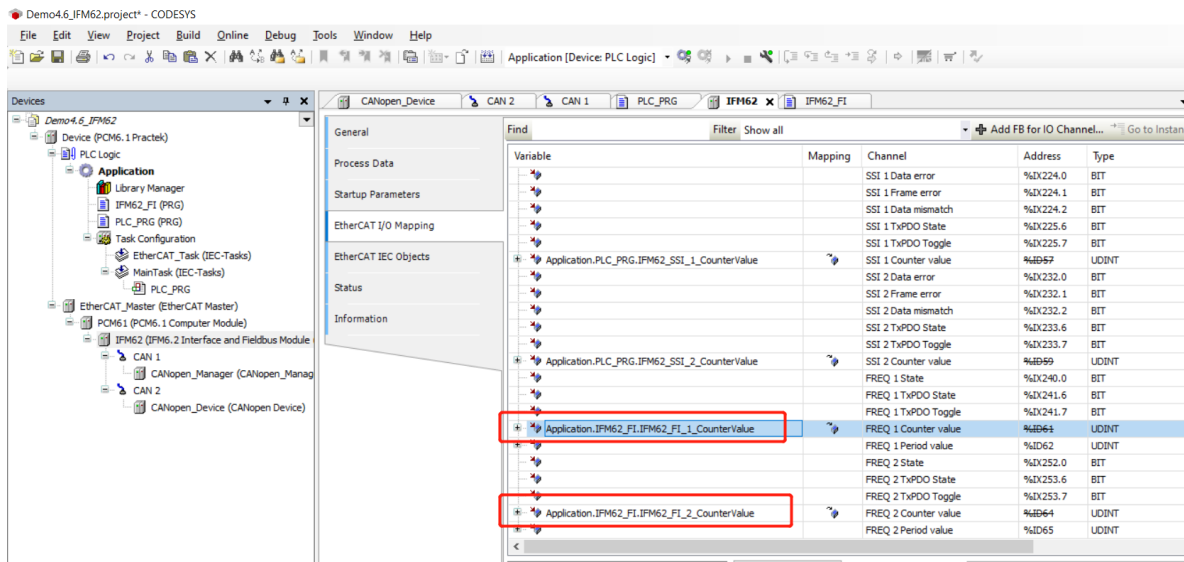 Demo4.6_IFM62.project* - CODESYS
File Edit View Project Build Online Debug Tools Window Help
Application [Device: PLC Logic]
Devices
Demo4.6_IFM62
Device (PCM6.1 Practek)
PLC Logic
Application
Library Manager
IFM62_FI (PRG)
PLC_PRG (PRG)
Task Configuration
EtherCAT_Task (IEC-Tasks)
MainTask (IEC-Tasks)
PLC_PRG
EtherCAT_Master (EtherCAT Master)
PCM61 (PCM6.1 Computer Module)
IFM62 (IFM6.2 Interface and Fieldbus Module
CAN 1
CANopen_Manager (CANopen_Manag
CAN 2
CANopen_Device (CANopen Device)
CANopen_Device CAN 2 CAN 1 PLC_PRG IFM62 IFM62_FI
General
Process Data
Startup Parameters
EtherCAT I/O Mapping
EtherCAT IEC Objects
Status
Information
Find Filter Show all Add FB for IO Channel... Go to Instan
Variable Mapping Channel Address Type
SSI 1 Data error %IX224.0 BIT
SSI 1 Frame error %IX224.1 BIT
SSI 1 Data mismatch %IX224.2 BIT
SSI 1 TxPDO State %IX225.6 BIT
SSI 1 TxPDO Toggle %IX225.7 BIT
Application.PLC_PRG.IFM62_SSI_1_CounterValue SSI 1 Counter value %ID57 UDINT
SSI 2 Data error %IX232.0 BIT
SSI 2 Frame error %IX232.1 BIT
SSI 2 Data mismatch %IX232.2 BIT
SSI 2 TxPDO State %IX233.6 BIT
SSI 2 TxPDO Toggle %IX233.7 BIT
Application.PLC_PRG.IFM62_SSI_2_CounterValue SSI 2 Counter value %ID59 UDINT
FREQ 1 State %IX240.0 BIT
FREQ 1 TxPDO State %IX241.6 BIT
FREQ 1 TxPDO Toggle %IX241.7 BIT
Application.IFM62_FI.IFM62_FI_1_CounterValue FREQ 1 Counter value %ID61 UDINT
FREQ 1 Period value %ID62 UDINT
FREQ 2 State %IX252.0 BIT
FREQ 2 TxPDO State %IX253.6 BIT
FREQ 2 TxPDO Toggle %IX253.7 BIT
Application.IFM62_FI.IFM62_FI_2_CounterValue FREQ 2 Counter value %ID64 UDINT
FREQ 2 Period value %ID65 UDINT